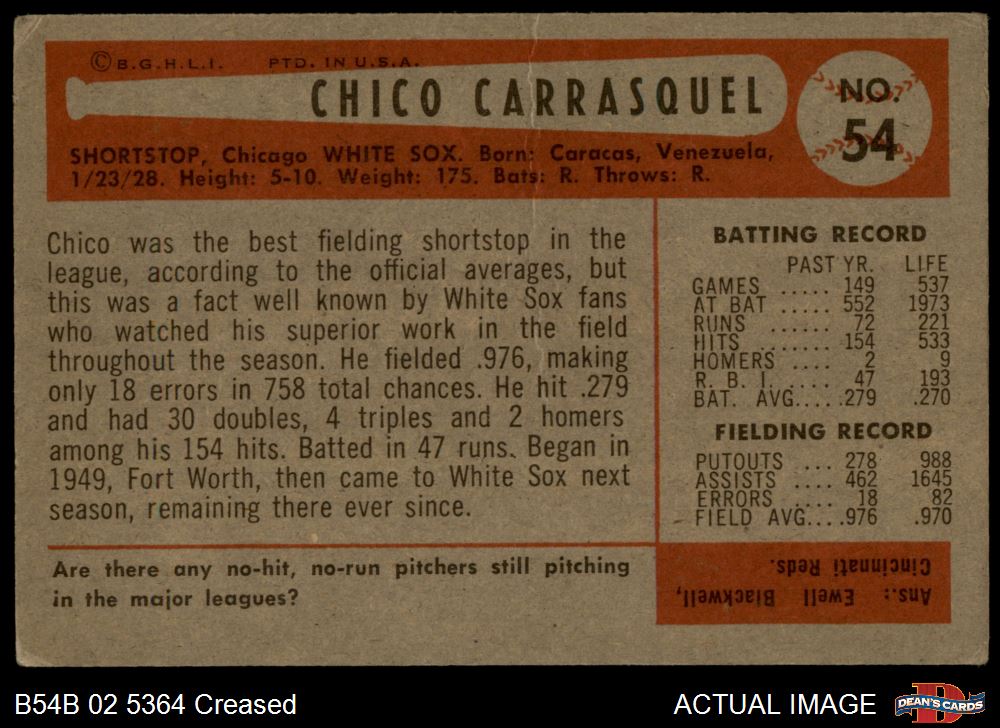 ©B.G.H.L.I. PTD. IN U.S.A.
CHICO CARRASQUEL
NO.
54
SHORTSTOP, Chicago WHITE SOX. Born: Caracas, Venezuela,
1/23/28. Height: 5-10. Weight: 175. Bats: R. Throws: R.
Chico was the best fielding shortstop in the
league, according to the official averages, but
this was a fact well known by White Sox fans
who watched his superior work in the field
throughout the season. He fielded .976, making
only 18 errors in 758 total chances. He hit .279
and had 30 doubles, 4 triples and 2 homers
among his 154 hits. Batted in 47 runs. Began in
1949, Fort Worth, then came to White Sox next
season, remaining there ever since.
BATTING RECORD
PAST YR. LIFE
GAMES ..... 149 537
AT BAT ..... 552 1973
RUNS ...... 72 221
HITS ....... 154 533
HOMERS ..... 2 9
R. B. I. ..... 47 193
BAT. AVG..... .279 .270
FIELDING RECORD
PUTOUTS ... 278 988
ASSISTS .... 462 1645
ERRORS .... 18 82
FIELD AVG.... .976 .970
Are there any no-hit, no-run pitchers still pitching
in the major leagues?
Ans.: Ewell Blackwell,
Cincinnati Reds.
B54B 02 5364 Creased
ACTUAL IMAGE
D
DEAN'S CARDS